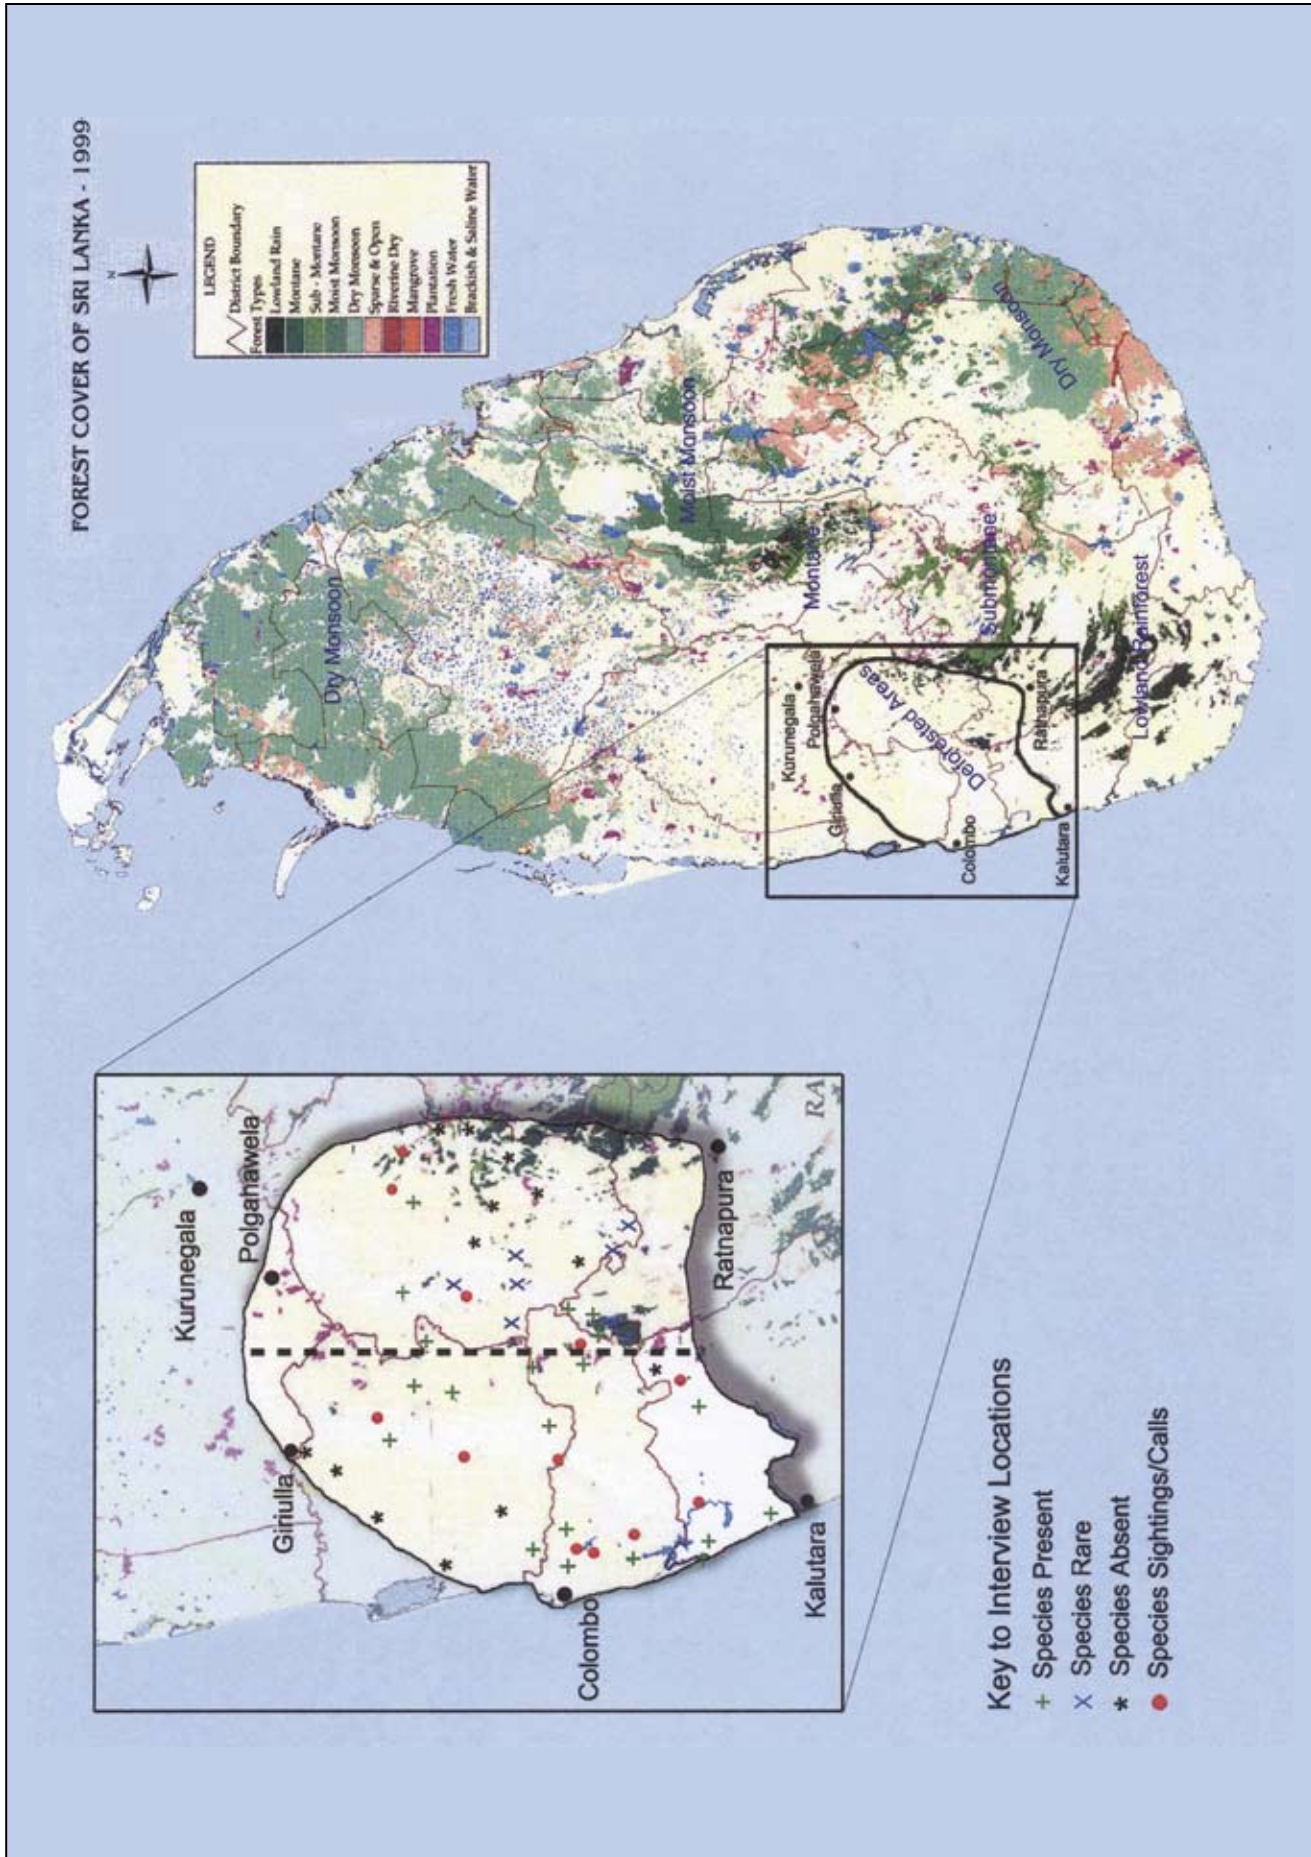 FOREST COVER OF SRI LANKA - 1999
N
LEGEND
District Boundary
Forest Types
Lowland Rain
Montane
Sub - Montane
Moist Monsoon
Dry Monsoon
Sparse & Open
Riverine Dry
Mangrove
Plantation
Fresh Water
Brackish & Saline Water
Dry Monsoon
Moist Monsoon
Montane
Submontane
Dry Monsoon
Lowland Rainforest
Deforested Areas
Kurunegala
Polgahawela
Giriulla
Colombo
Ratnapura
Kalutara
Kurunegala
Polgahawela
Giriulla
Colombo
Ratnapura
Kalutara
RA
Key to Interview Locations
+ Species Present
x Species Rare
* Species Absent
● Species Sightings/Calls